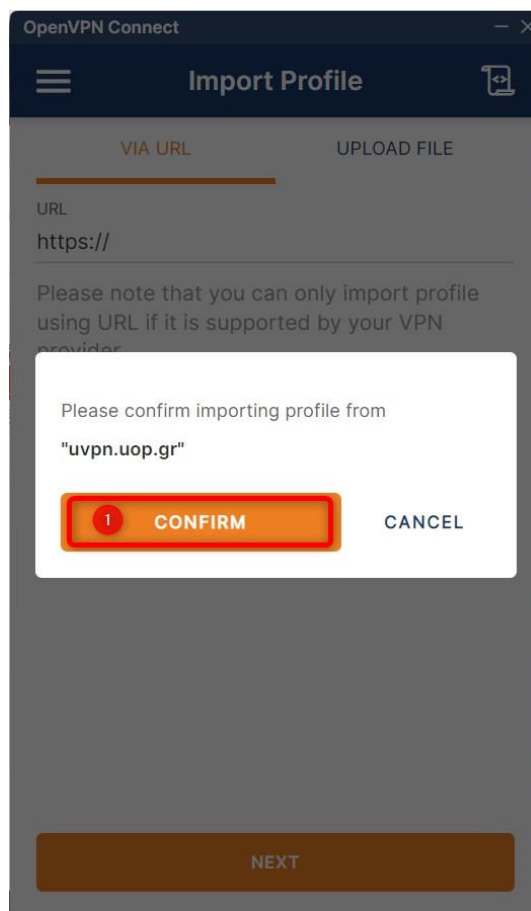 OpenVPN Connect
Import Profile
VIA URL
UPLOAD FILE
URL
https://
Please note that you can only import profile
using URL if it is supported by your VPN
provider
Please confirm importing profile from
"uvpn.uop.gr"
1 CONFIRM
CANCEL
NEXT